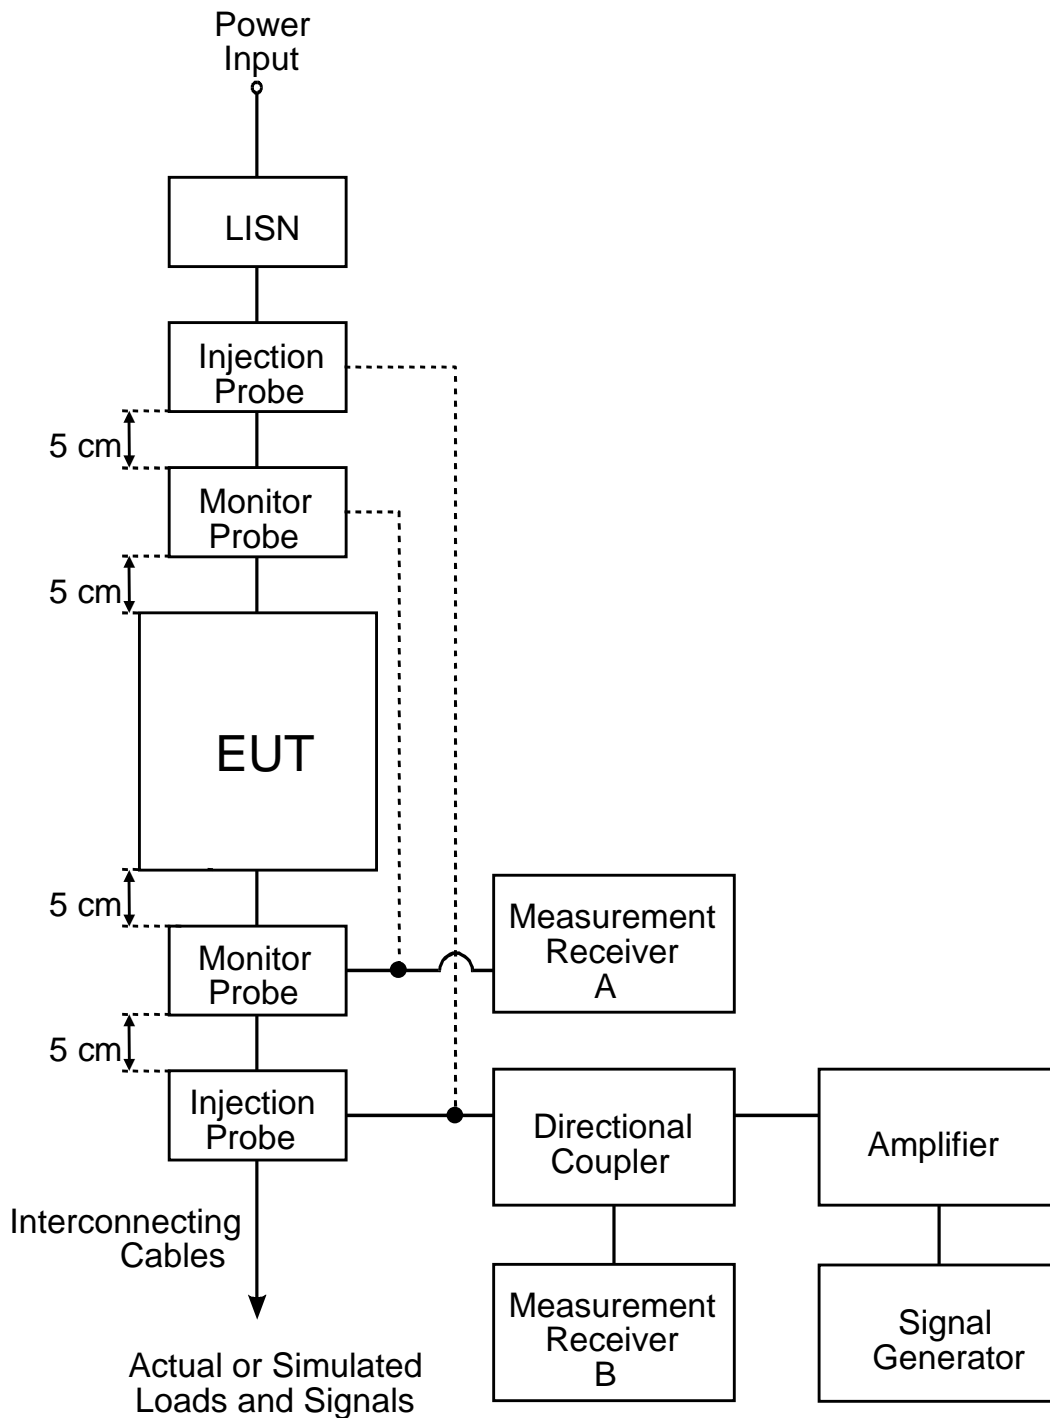 Power
Input
LISN
Injection
Probe
5 cm
Monitor
Probe
5 cm
EUT
5 cm
Monitor
Probe
Measurement
Receiver
A
5 cm
Injection
Probe
Directional
Coupler
Amplifier
Interconnecting
Cables
Measurement
Receiver
B
Signal
Generator
Actual or Simulated
Loads and Signals